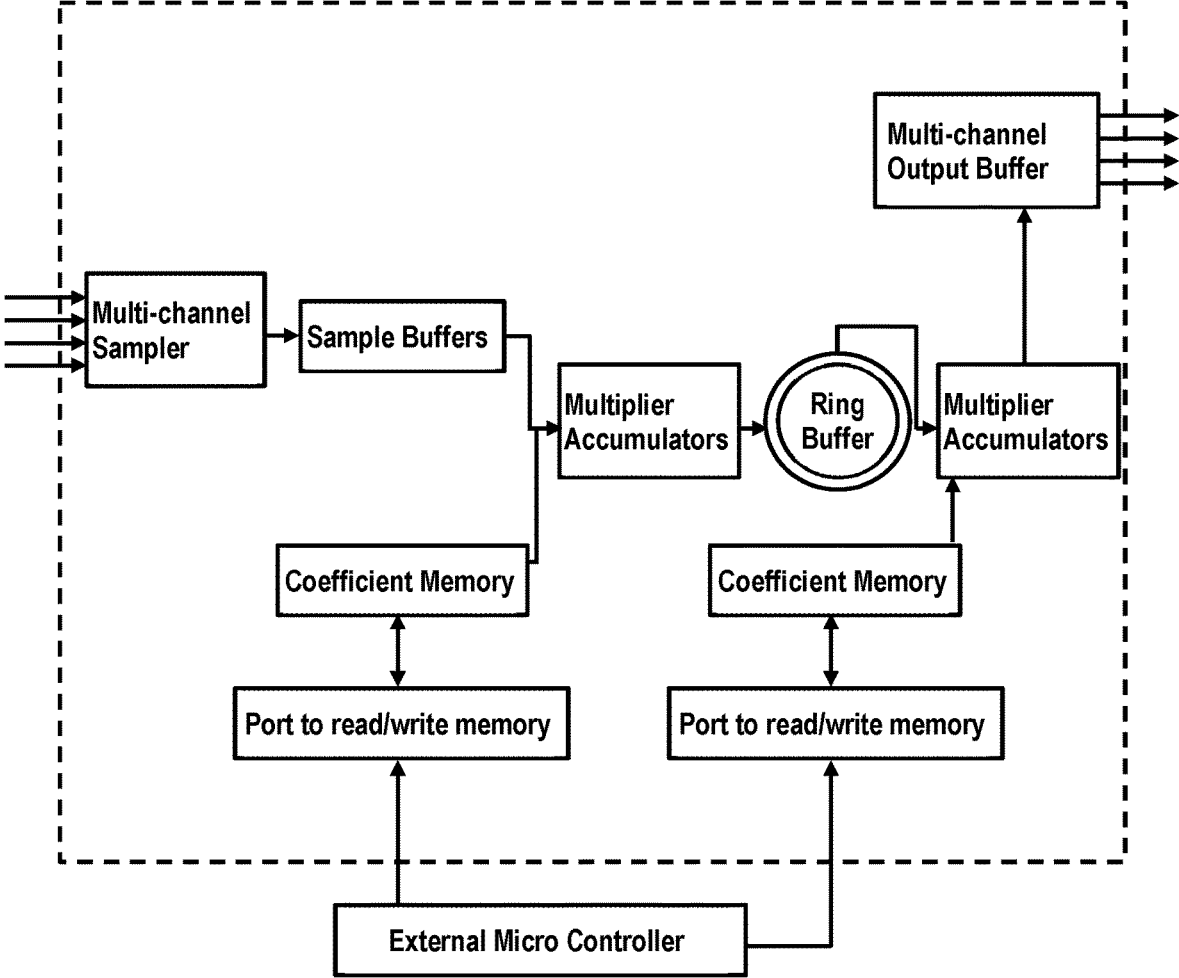 Multi-channel
Output Buffer
Multi-channel
Sampler
Sample Buffers
Multiplier
Accumulators
Ring
Buffer
Multiplier
Accumulators
Coefficient Memory
Coefficient Memory
Port to read/write memory
Port to read/write memory
External Micro Controller